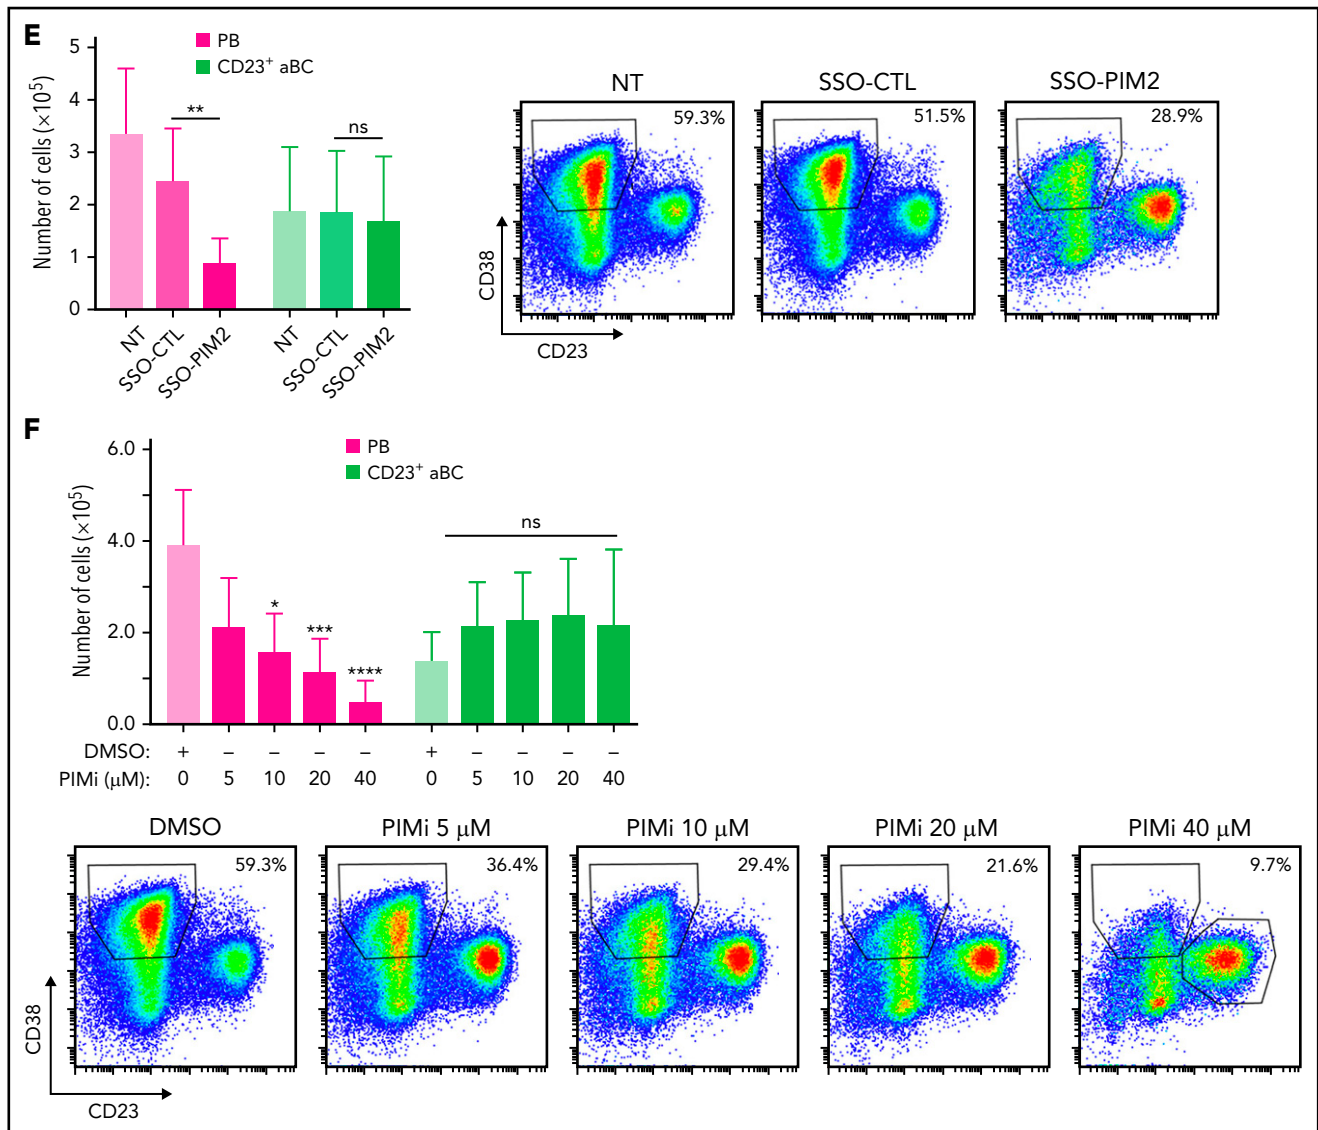 E
PB
CD23+ aBC
Number of cells (×10⁵)
5
4
3
2
1
0
**
ns
NT
SSO-CTL
SSO-PIM2
NT
SSO-CTL
SSO-PIM2
NT
SSO-CTL
SSO-PIM2
59.3%
51.5%
28.9%
CD38
CD23
F
PB
CD23+ aBC
Number of cells (×10⁵)
6.0
4.0
2.0
0.0
*
***
****
ns
DMSO: + – – – – + – – – –
PIMi (μM): 0 5 10 20 40 0 5 10 20 40
DMSO
PIMi 5 μM
PIMi 10 μM
PIMi 20 μM
PIMi 40 μM
59.3%
36.4%
29.4%
21.6%
9.7%
CD38
CD23